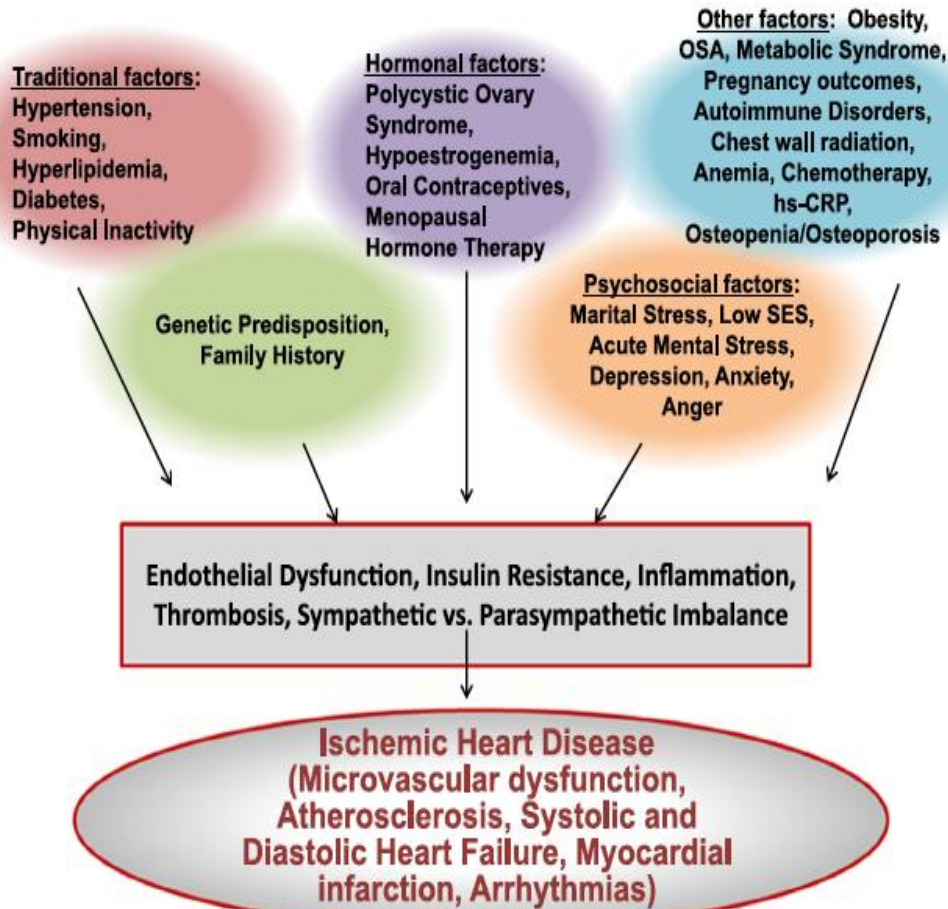 Traditional factors:
Hypertension,
Smoking,
Hyperlipidemia,
Diabetes,
Physical Inactivity
Hormonal factors:
Polycystic Ovary
Syndrome,
Hypoestrogenemia,
Oral Contraceptives,
Menopausal
Hormone Therapy
Other factors: Obesity,
OSA, Metabolic Syndrome,
Pregnancy outcomes,
Autoimmune Disorders,
Chest wall radiation,
Anemia, Chemotherapy,
hs-CRP,
Osteopenia/Osteoporosis
Genetic Predisposition,
Family History
Psychosocial factors:
Marital Stress, Low SES,
Acute Mental Stress,
Depression, Anxiety,
Anger
Endothelial Dysfunction, Insulin Resistance, Inflammation,
Thrombosis, Sympathetic vs. Parasympathetic Imbalance
Ischemic Heart Disease
(Microvascular dysfunction,
Atherosclerosis, Systolic and
Diastolic Heart Failure, Myocardial
infarction, Arrhythmias)